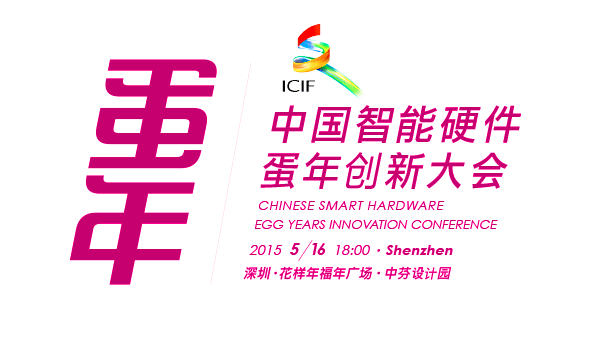 蛋年
ICIF
中国智能硬件
蛋年创新大会
CHINESE SMART HARDWARE
EGG YEARS INNOVATION CONFERENCE
2015 5/16 18:00 · Shenzhen
深圳·花样年福年广场·中芬设计园